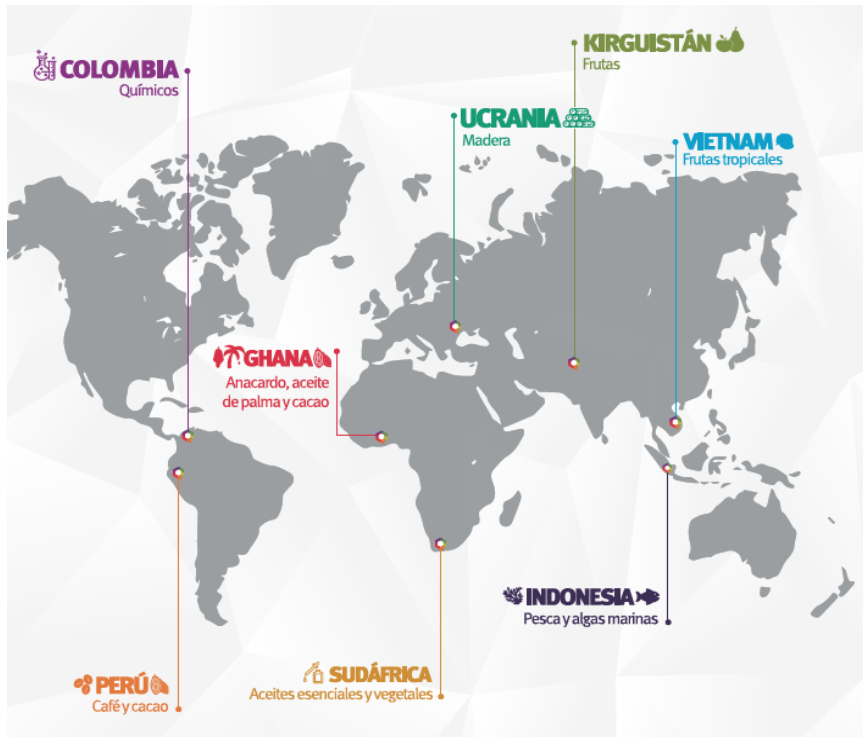 KIRGUISTÁN
Frutas
COLOMBIA
Químicos
UCRANIA
Madera
VIETNAM
Frutas tropicales
GHANA
Anacardo, aceite
de palma y cacao
INDONESIA
Pesca y algas marinas
SUDÁFRICA
Aceites esenciales y vegetales
PERÚ
Café y cacao